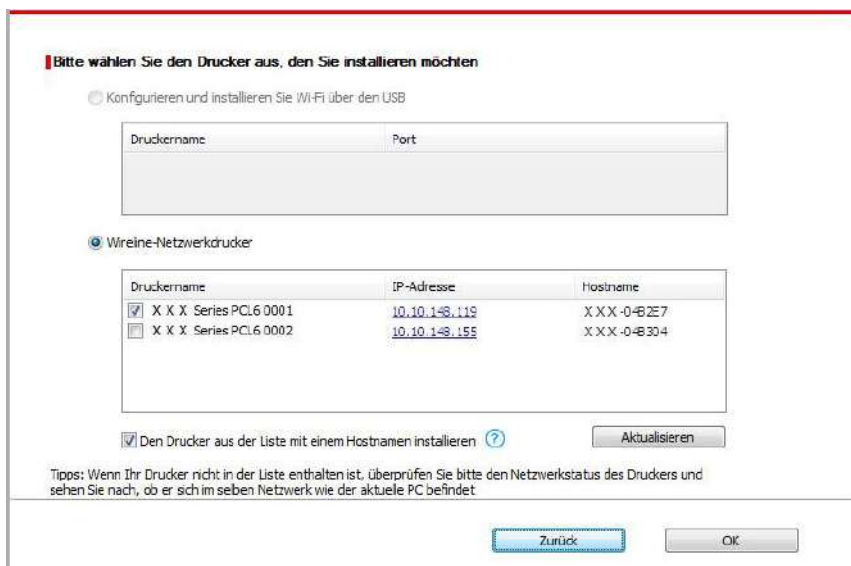 Bitte wählen Sie den Drucker aus, den Sie installieren möchten
Konfigurieren und installieren Sie Wi-Fi über den USB
Druckername Port
Wireline-Netzwerkdrucker
Druckername IP-Adresse Hostname
X X X Series PCL6 0001 10.10.148.119 X X X -04B2E7
X X X Series PCL6 0002 10.10.148.155 X X X -04B304
Den Drucker aus der Liste mit einem Hostnamen installieren ?
Aktualisieren
Tipps: Wenn Ihr Drucker nicht in der Liste enthalten ist, überprüfen Sie bitte den Netzwerkstatus des Druckers und
sehen Sie nach, ob er sich im selben Netzwerk wie der aktuelle PC befindet
Zurück OK